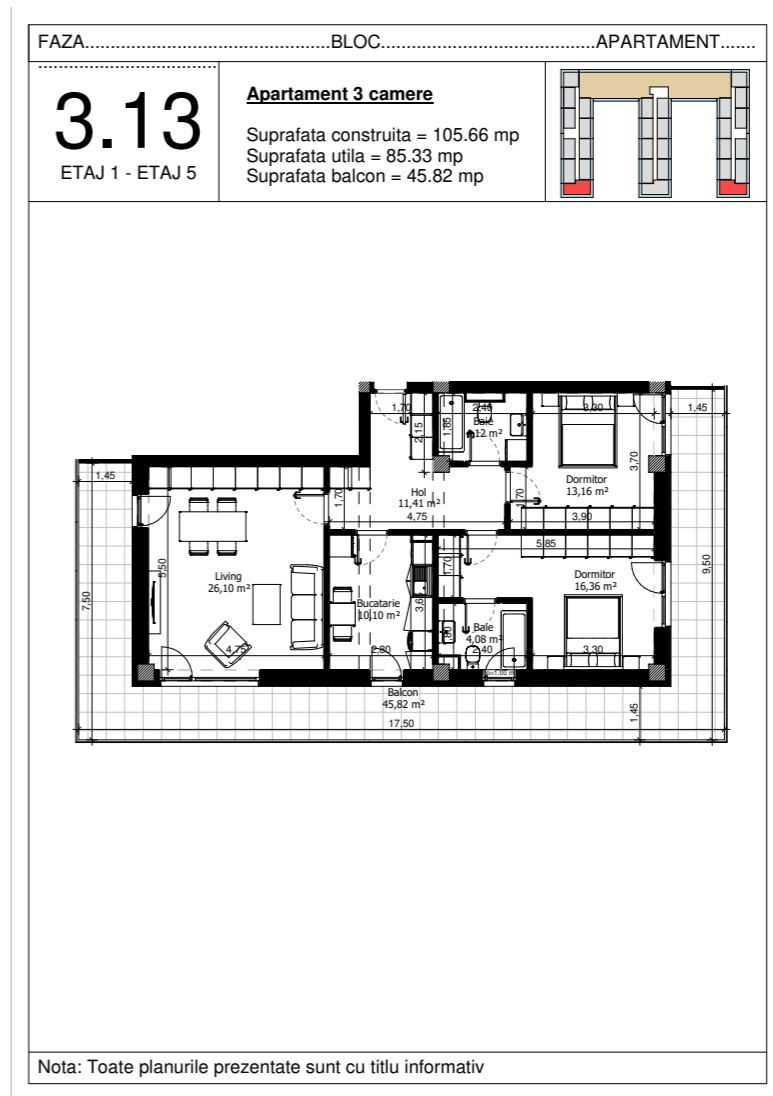 FAZA...............................................BLOC.........................................APARTAMENT.......
3.13
ETAJ 1 - ETAJ 5
Apartament 3 camere
Suprafata construita = 105.66 mp
Suprafata utila = 85.33 mp
Suprafata balcon = 45.82 mp
1,70
2,40
3,30
1,45
2,15
1,85
Baie
3,70
Dormitor
13,16 m²
1,45
1,70
Hol
11,41 m²
4,75
1,70
3,90
5,85
5,50
Living
26,10 m²
7,50
Bucatarie
10,10 m²
1,70
Dormitor
16,36 m²
9,50
Baie
4,08 m²
4,75
2,80
2,40
3,30
Balcon
45,82 m²
1,45
17,50
Nota: Toate planurile prezentate sunt cu titlu informativ